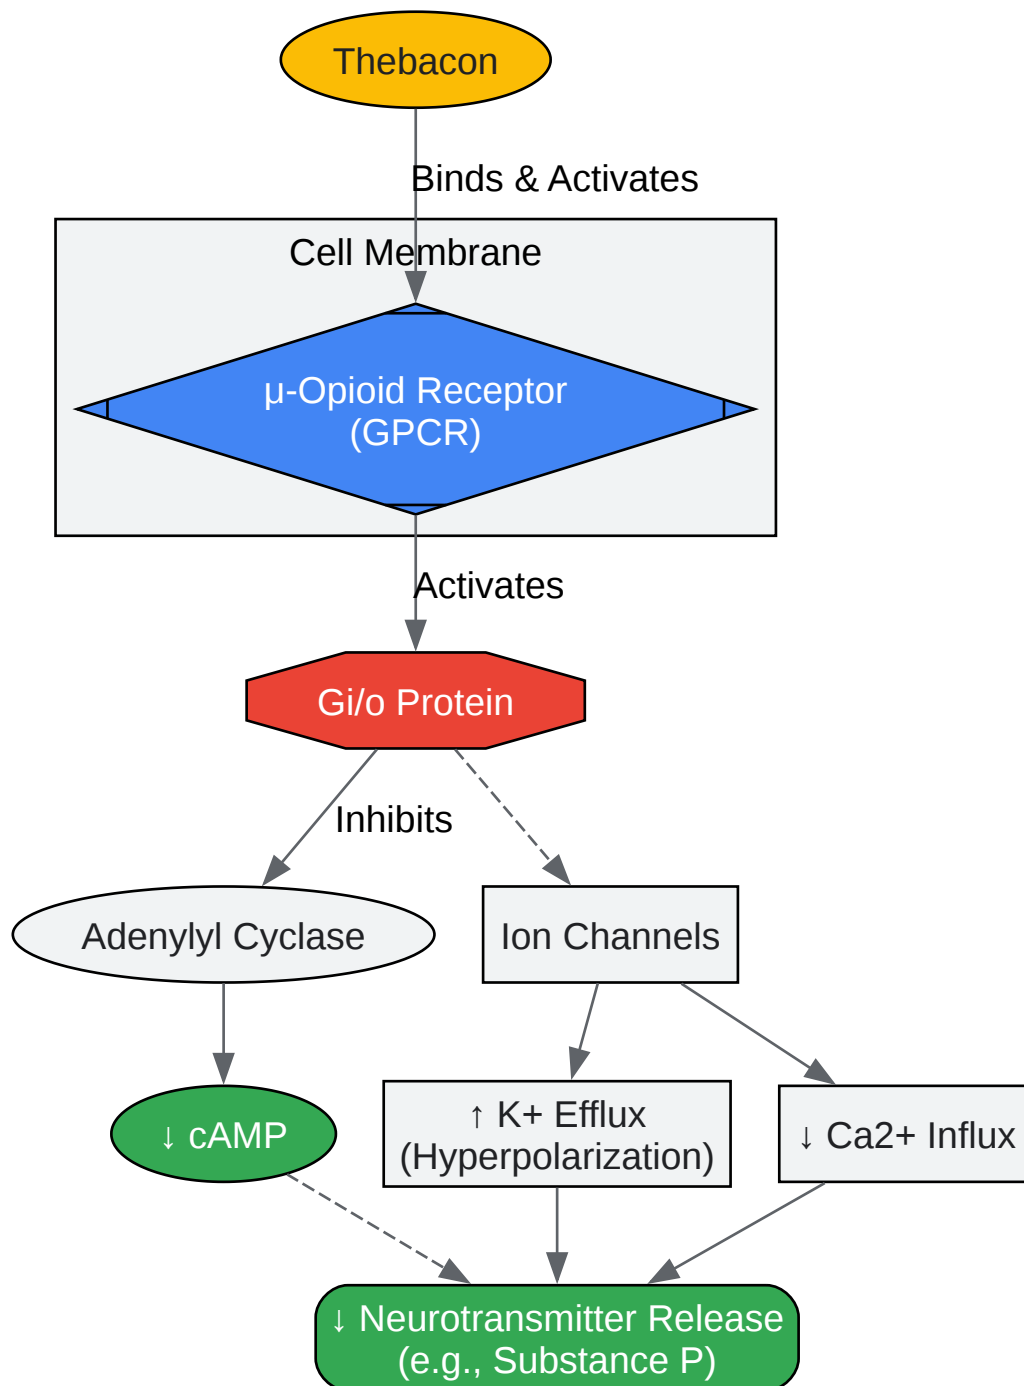 Thebacon
Binds & Activates
Cell Membrane
μ-Opioid Receptor
(GPCR)
Activates
Gi/o Protein
Inhibits
Adenylyl Cyclase
Ion Channels
↓ cAMP
↑ K+ Efflux
(Hyperpolarization)
↓ Ca2+ Influx
↓ Neurotransmitter Release
(e.g., Substance P)